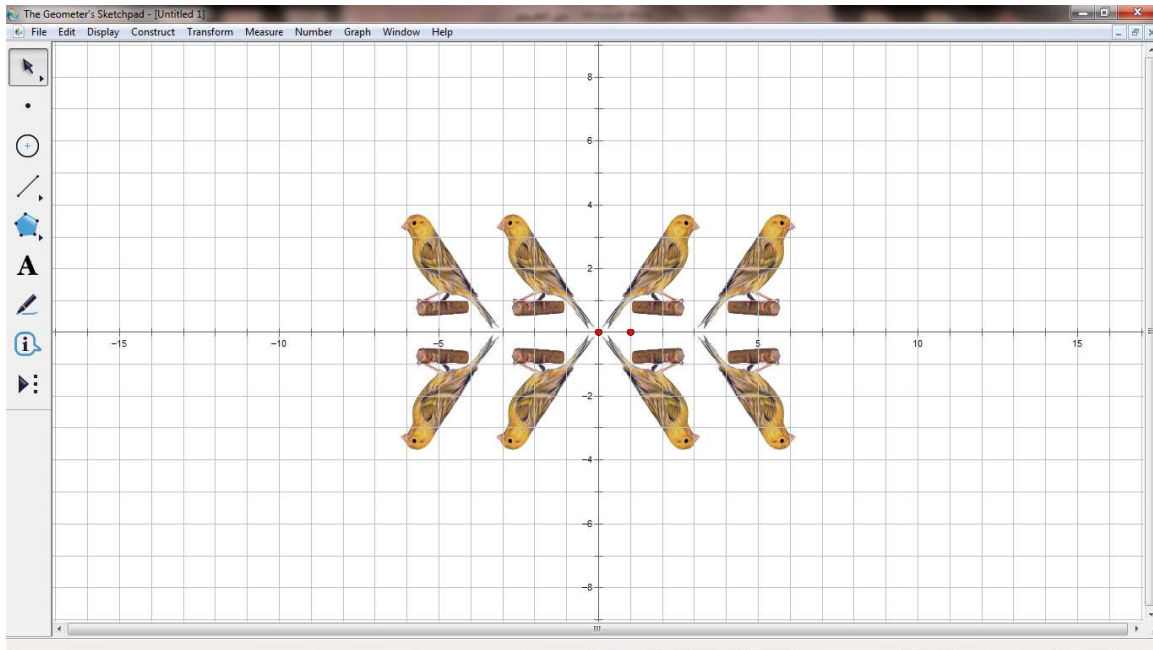 The Geometer's Sketchpad - [Untitled 1]
File Edit Display Construct Transform Measure Number Graph Window Help
A
8
6
4
2
-15 -10 -5 5 10 15
-2
-4
-6
-8